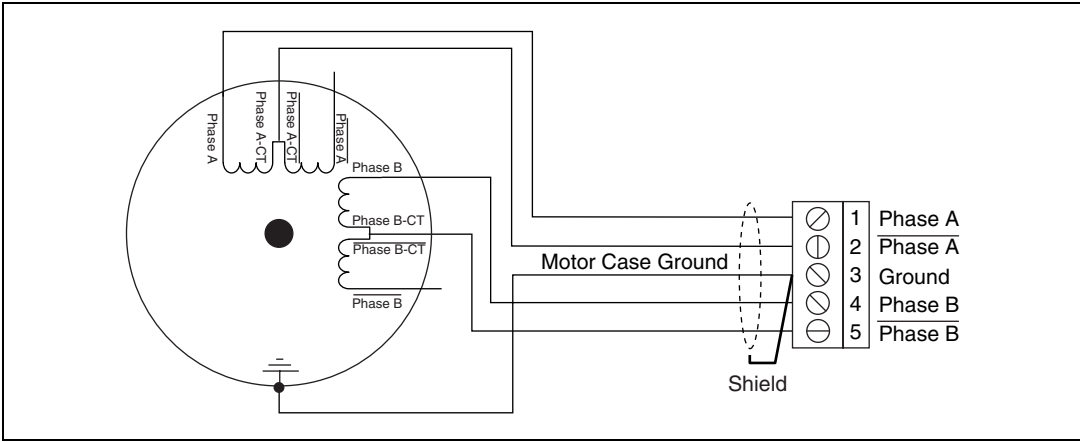 Phase A
Phase A-CT
Phase A-CT
Phase A
Phase B
Phase B-CT
Phase B-CT
Phase B
Motor Case Ground
Shield
1 Phase A
2 Phase A
3 Ground
4 Phase B
5 Phase B